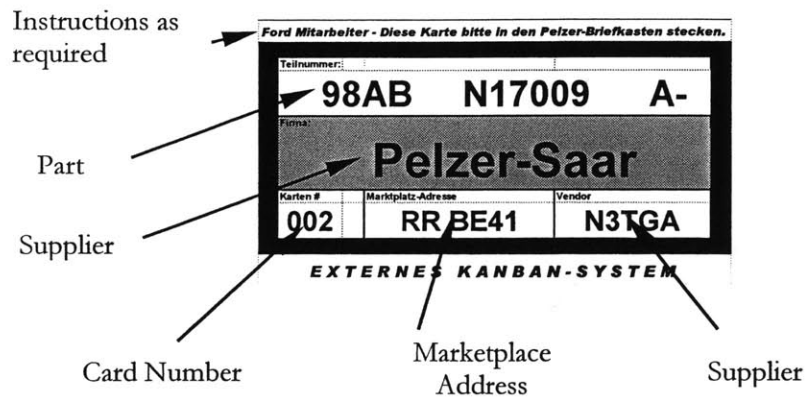 Instructions as
required
Ford Mitarbeiter - Diese Karte bitte in den Pelzer-Briefkasten stecken.
Teilnummer:
98AB N17009 A-
Part
Firma:
Pelzer-Saar
Supplier
Karten # Marktplatz-Adresse Vendor
002 RR BE41 N3TGA
EXTERNES KANBAN-SYSTEM
Card Number
Marketplace
Address
Supplier